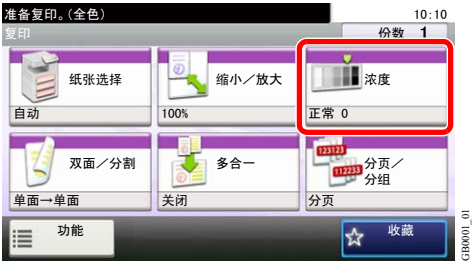 准备复印。(全色) 10:10
复印 份数 1
纸张选择 缩小／放大 浓度
自动 100% 正常 0
123123
112233
双面／分割 多合一 分页／
分组
单面→单面 关闭 分页
功能 收藏
GB0001_01